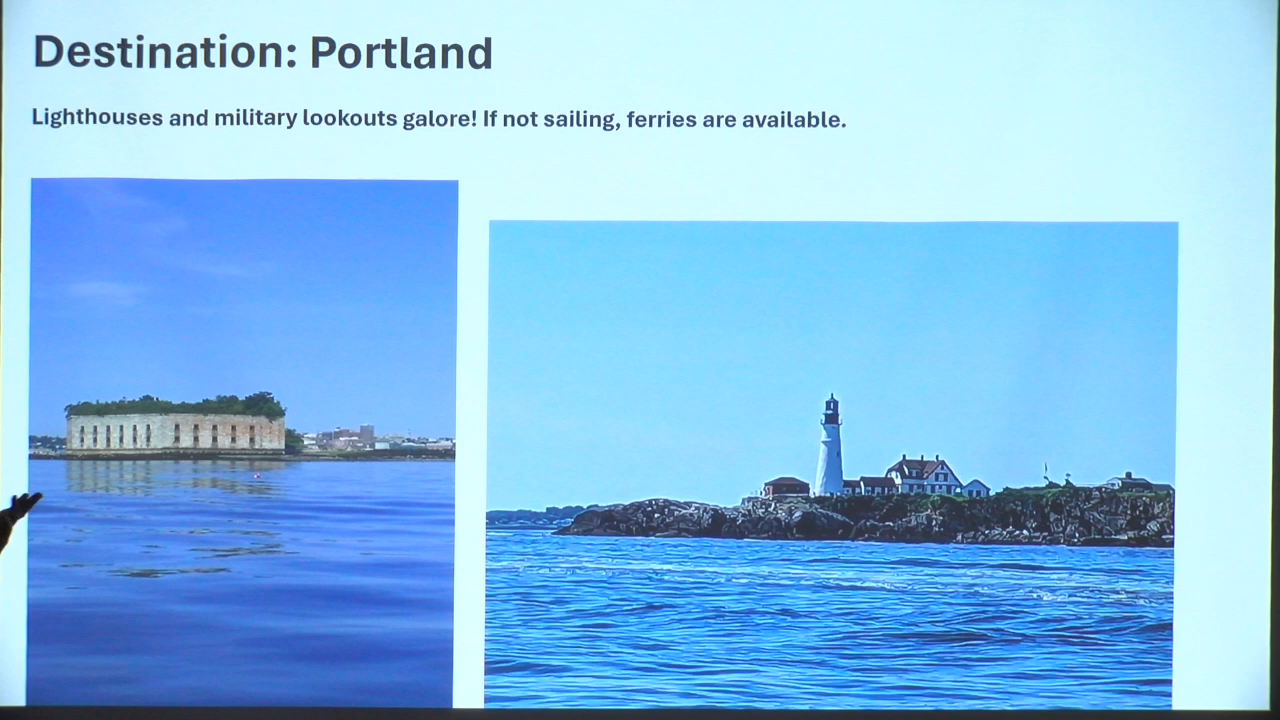 Destination: Portland
Lighthouses and military lookouts galore! If not sailing, ferries are available.